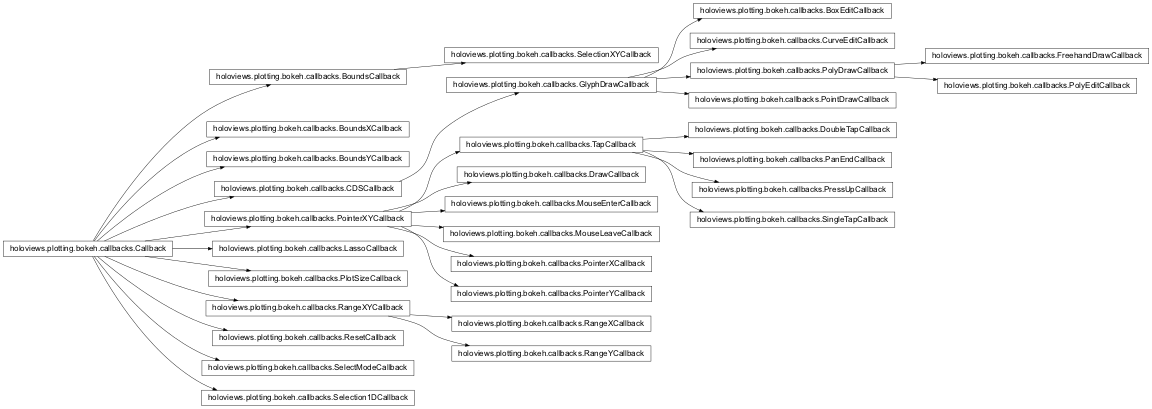 holoviews.plotting.bokeh.callbacks.BoxEditCallback
holoviews.plotting.bokeh.callbacks.CurveEditCallback
holoviews.plotting.bokeh.callbacks.SelectionXYCallback
holoviews.plotting.bokeh.callbacks.FreehandDrawCallback
holoviews.plotting.bokeh.callbacks.BoundsCallback
holoviews.plotting.bokeh.callbacks.PolyDrawCallback
holoviews.plotting.bokeh.callbacks.GlyphDrawCallback
holoviews.plotting.bokeh.callbacks.PolyEditCallback
holoviews.plotting.bokeh.callbacks.PointDrawCallback
holoviews.plotting.bokeh.callbacks.BoundsXCallback
holoviews.plotting.bokeh.callbacks.DoubleTapCallback
holoviews.plotting.bokeh.callbacks.TapCallback
holoviews.plotting.bokeh.callbacks.BoundsYCallback
holoviews.plotting.bokeh.callbacks.PanEndCallback
holoviews.plotting.bokeh.callbacks.DrawCallback
holoviews.plotting.bokeh.callbacks.CDSCallback
holoviews.plotting.bokeh.callbacks.PressUpCallback
holoviews.plotting.bokeh.callbacks.MouseEnterCallback
holoviews.plotting.bokeh.callbacks.PointerXYCallback
holoviews.plotting.bokeh.callbacks.SingleTapCallback
holoviews.plotting.bokeh.callbacks.MouseLeaveCallback
holoviews.plotting.bokeh.callbacks.Callback
holoviews.plotting.bokeh.callbacks.LassoCallback
holoviews.plotting.bokeh.callbacks.PointerXCallback
holoviews.plotting.bokeh.callbacks.PlotSizeCallback
holoviews.plotting.bokeh.callbacks.PointerYCallback
holoviews.plotting.bokeh.callbacks.RangeXYCallback
holoviews.plotting.bokeh.callbacks.RangeXCallback
holoviews.plotting.bokeh.callbacks.ResetCallback
holoviews.plotting.bokeh.callbacks.RangeYCallback
holoviews.plotting.bokeh.callbacks.SelectModeCallback
holoviews.plotting.bokeh.callbacks.Selection1DCallback